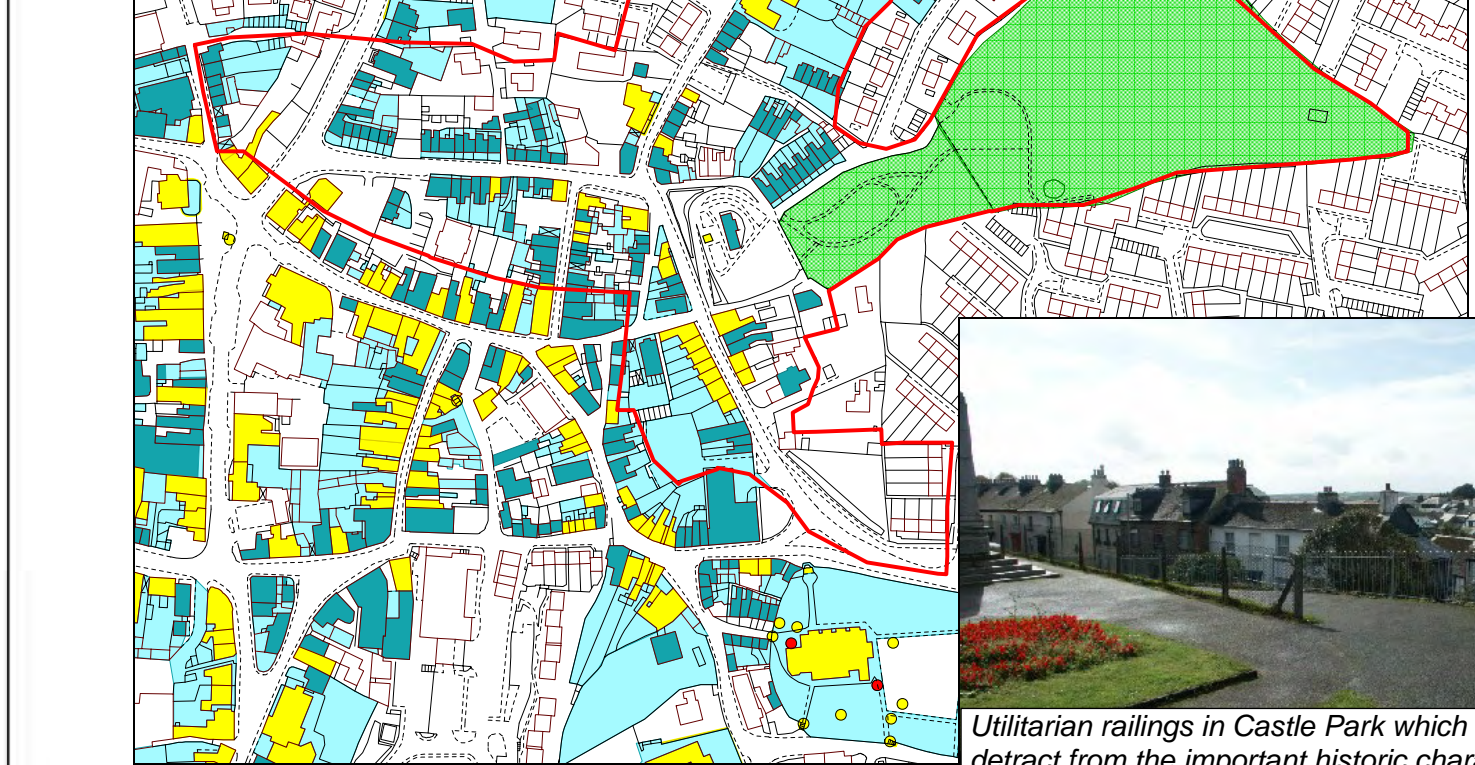 Utilitarian railings in Castle Park which
detract from the important historic char